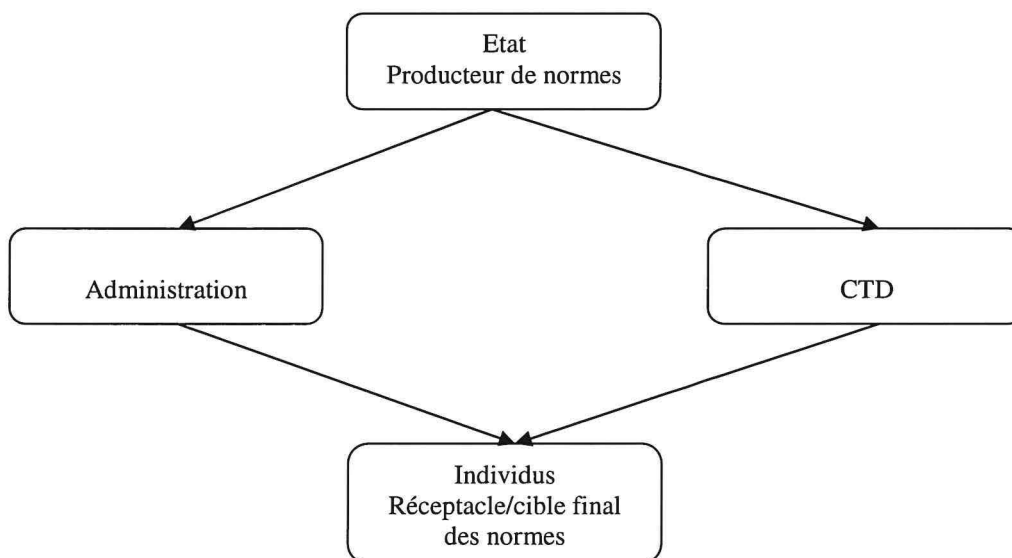 Etat
Producteur de normes
Administration
CTD
Individus
Réceptacle/cible final
des normes